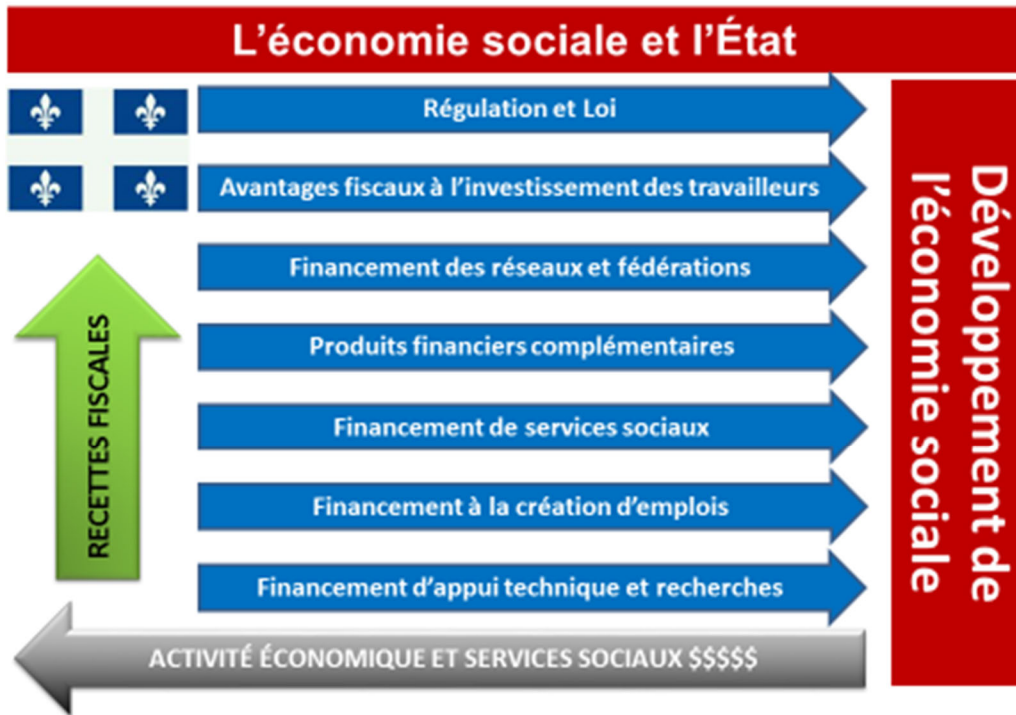 L'économie sociale et l'État
Régulation et Loi
Avantages fiscaux à l'investissement des travailleurs
Financement des réseaux et fédérations
Produits financiers complémentaires
Financement de services sociaux
Financement à la création d'emplois
Financement d'appui technique et recherches
RECETTES FISCALES
ACTIVITÉ ÉCONOMIQUE ET SERVICES SOCIAUX $$$$$
Développement de
l'économie sociale